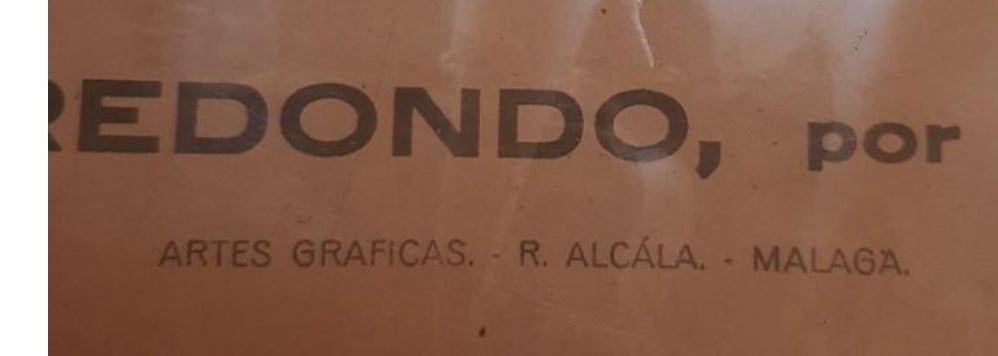 REDONDO, por
ARTES GRAFICAS. - R. ALCÁLA. - MALAGA.